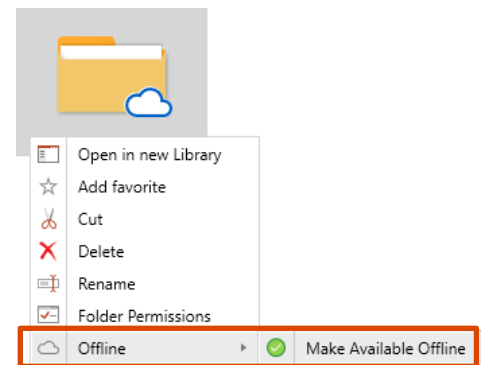 Open in new Library
Add favorite
Cut
Delete
Rename
Folder Permissions
Offline
Make Available Offline